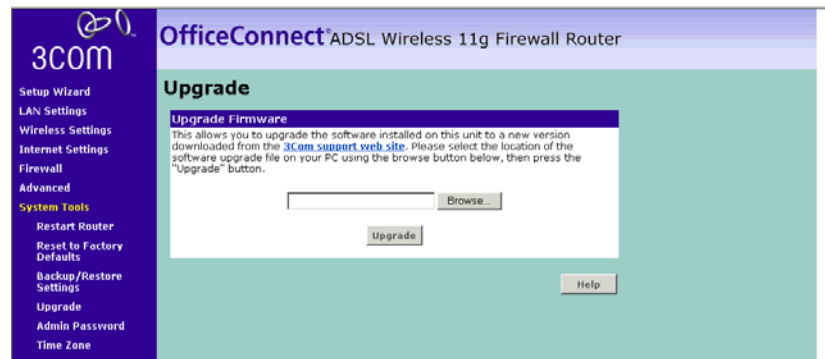 3COM
OfficeConnect® ADSL Wireless 11g Firewall Router
Setup Wizard
LAN Settings
Wireless Settings
Internet Settings
Firewall
Advanced
System Tools
Restart Router
Reset to Factory
Defaults
Backup/Restore
Settings
Upgrade
Admin Password
Time Zone
Upgrade
Upgrade Firmware
This allows you to upgrade the software installed on this unit to a new version
downloaded from the 3Com support web site. Please select the location of the
software upgrade file on your PC using the browse button below, then press the
"Upgrade" button.
Browse...
Upgrade
Help